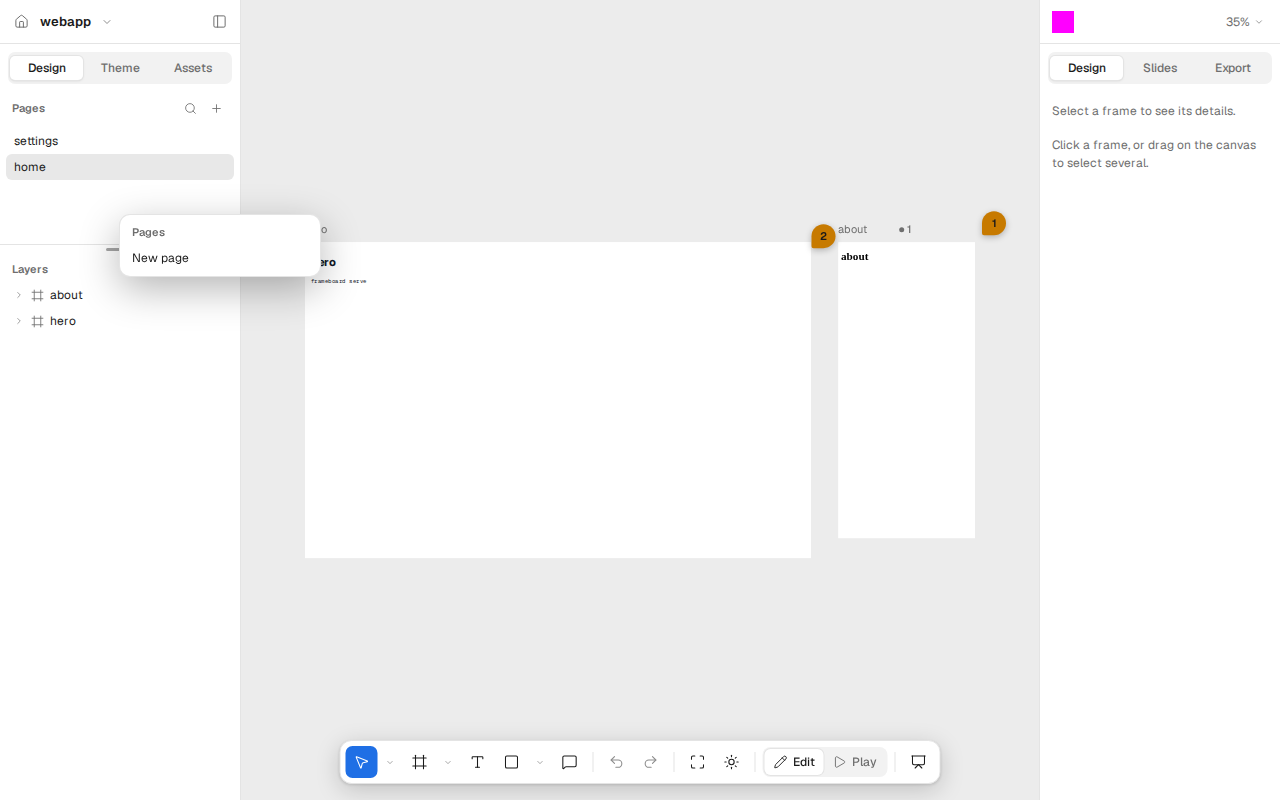 webapp
Design
Theme
Assets
Pages
settings
home
Pages
New page
Layers
about
hero
o
ero
frameboard serve
2
about
1
1
about
Edit
Play
35%
Design
Slides
Export
Select a frame to see its details.
Click a frame, or drag on the canvas
to select several.